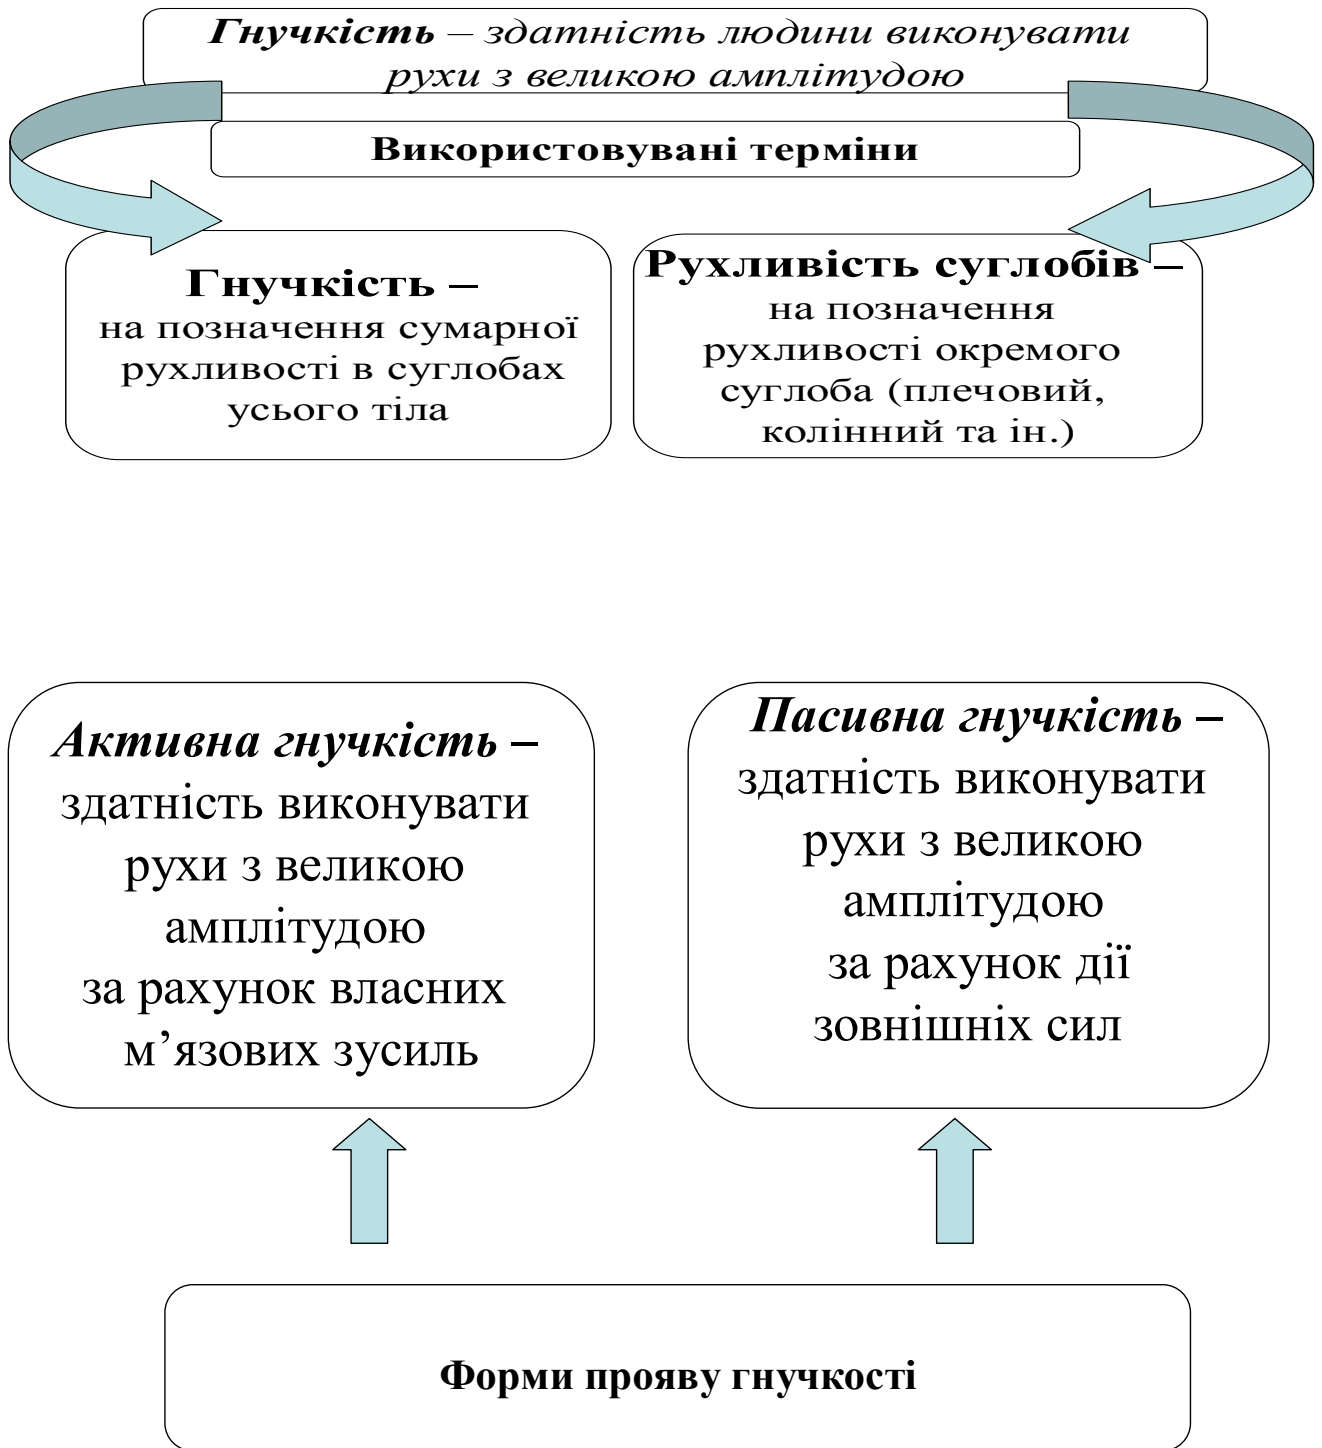 Гнучкість – здатність людини виконувати
рухи з великою амплітудою
Використовувані терміни
Гнучкість –
на позначення сумарної
рухливості в суглобах
усього тіла
Рухливість суглобів –
на позначення
рухливості окремого
суглоба (плечовий,
колінний та ін.)
Активна гнучкість –
здатність виконувати
рухи з великою
амплітудою
за рахунок власних
м’язових зусиль
Пасивна гнучкість –
здатність виконувати
рухи з великою
амплітудою
за рахунок дії
зовнішніх сил
Форми прояву гнучкості